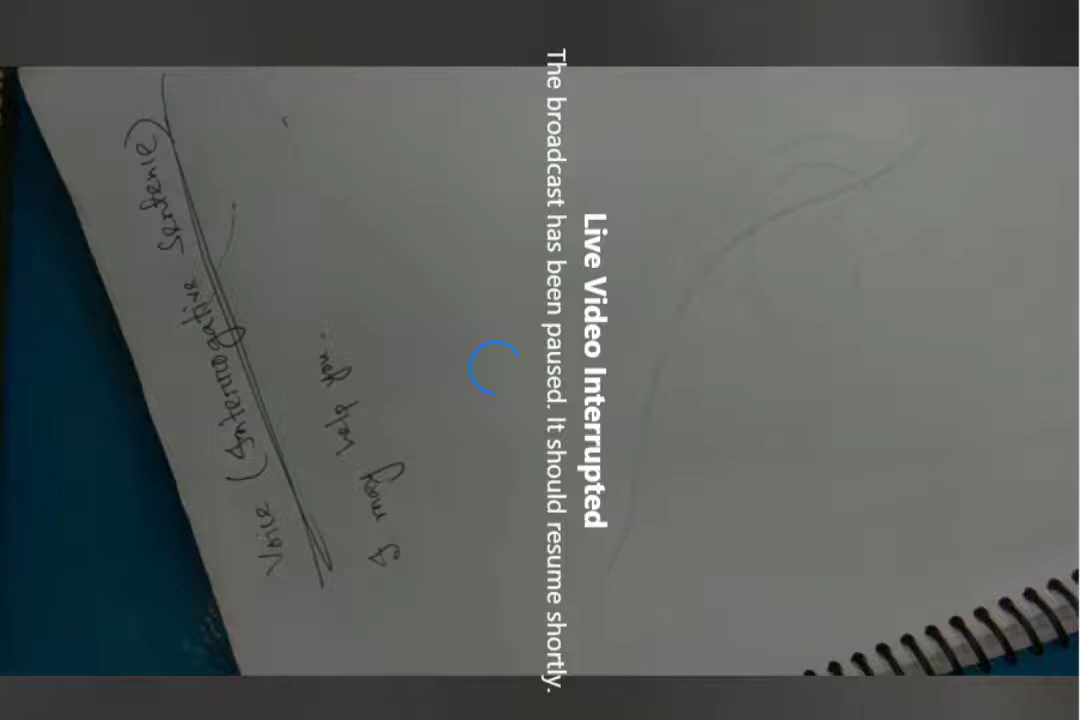 Live Video Interrupted
The broadcast has been paused. It should resume shortly.
Voice (Interrogative Sentence)
I may help you.